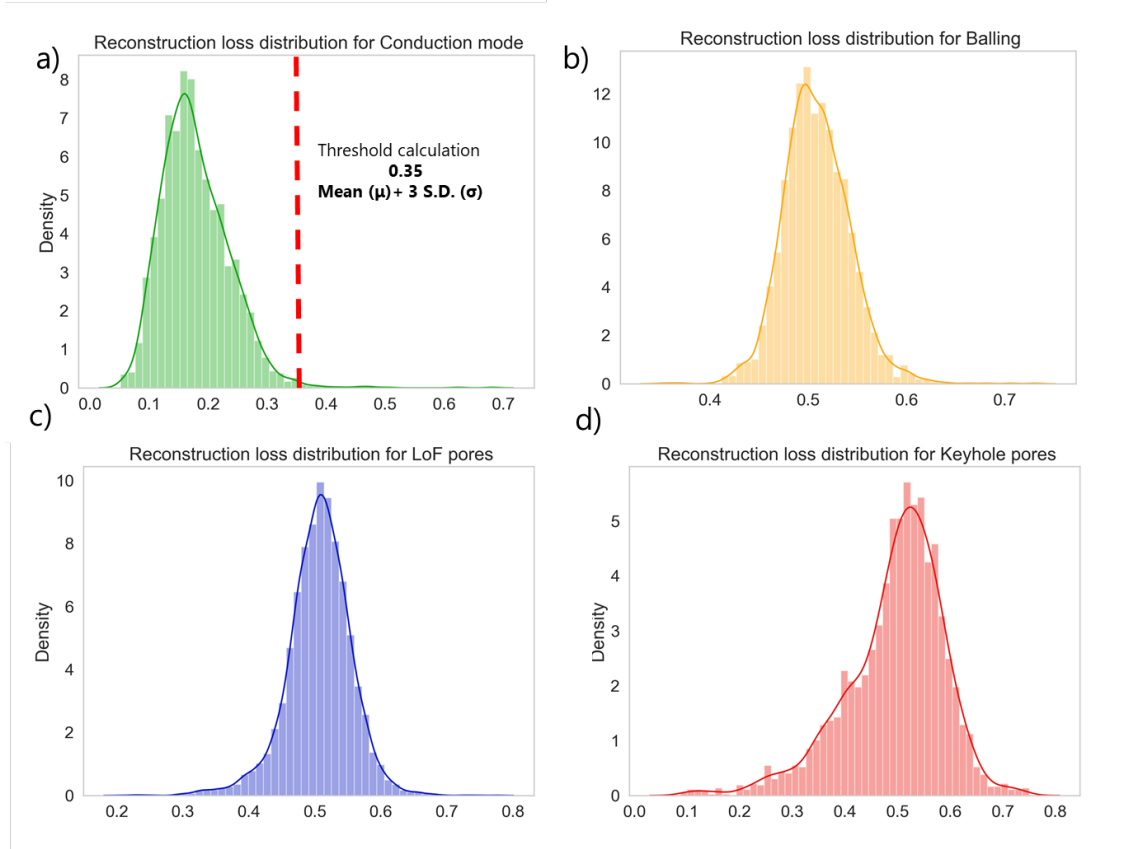 a)
Reconstruction loss distribution for Conduction mode
Density
8
7
6
5
4
3
2
1
0
Threshold calculation
0.35
Mean (μ)+ 3 S.D. (σ)
0.0 0.1 0.2 0.3 0.4 0.5 0.6 0.7
b)
Reconstruction loss distribution for Balling
12
10
8
6
4
2
0
0.4 0.5 0.6 0.7
c)
Reconstruction loss distribution for LoF pores
Density
10
8
6
4
2
0
0.2 0.3 0.4 0.5 0.6 0.7 0.8
d)
Reconstruction loss distribution for Keyhole pores
Density
5
4
3
2
1
0
0.0 0.1 0.2 0.3 0.4 0.5 0.6 0.7 0.8